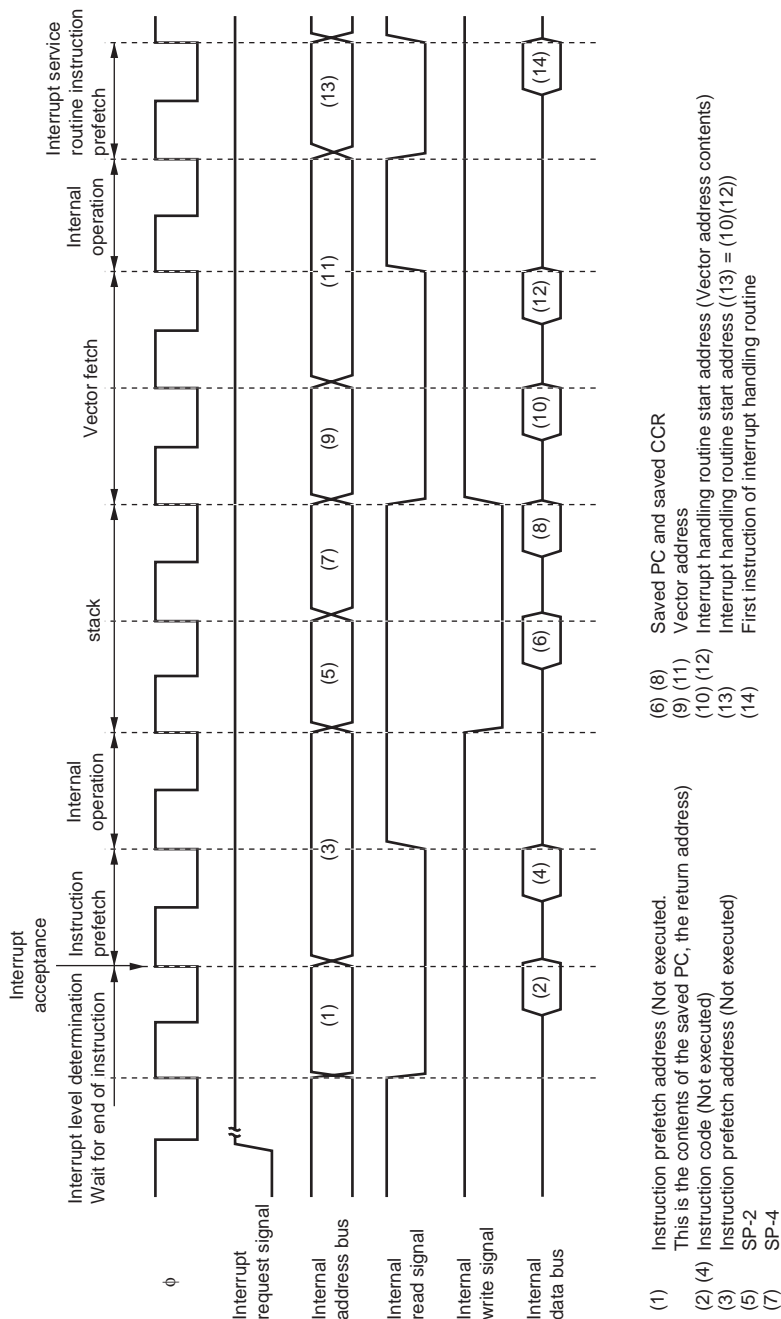 Interrupt
acceptance
Interrupt level determination
Wait for end of instruction
Instruction
prefetch
Internal
operation
stack
Vector fetch
Internal
operation
Interrupt service
routine instruction
prefetch
φ
Interrupt
request signal
Internal
address bus
(1)
(3)
(5)
(7)
(9)
(11)
(13)
Internal
read signal
Internal
write signal
Internal
data bus
(2)
(4)
(6)
(8)
(10)
(12)
(14)
(1) Instruction prefetch address (Not executed.
This is the contents of the saved PC, the return address)
(2) (4) Instruction code (Not executed)
(3) Instruction prefetch address (Not executed)
(5) SP-2
(7) SP-4
(6) (8) Saved PC and saved CCR
(9) (11) Vector address
(10) (12) Interrupt handling routine start address (Vector address contents)
(13) Interrupt handling routine start address ((13) = (10)(12))
(14) First instruction of interrupt handling routine